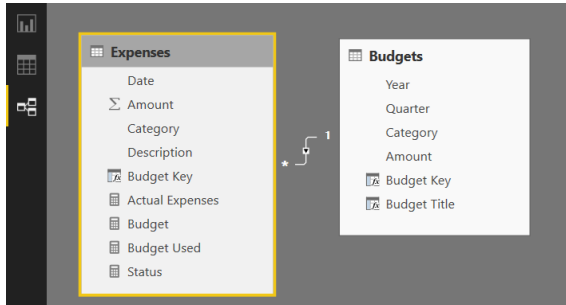 Expenses
Date
Σ Amount
Category
Description
Budget Key
Actual Expenses
Budget
Budget Used
Status
* 1
Budgets
Year
Quarter
Category
Amount
Budget Key
Budget Title